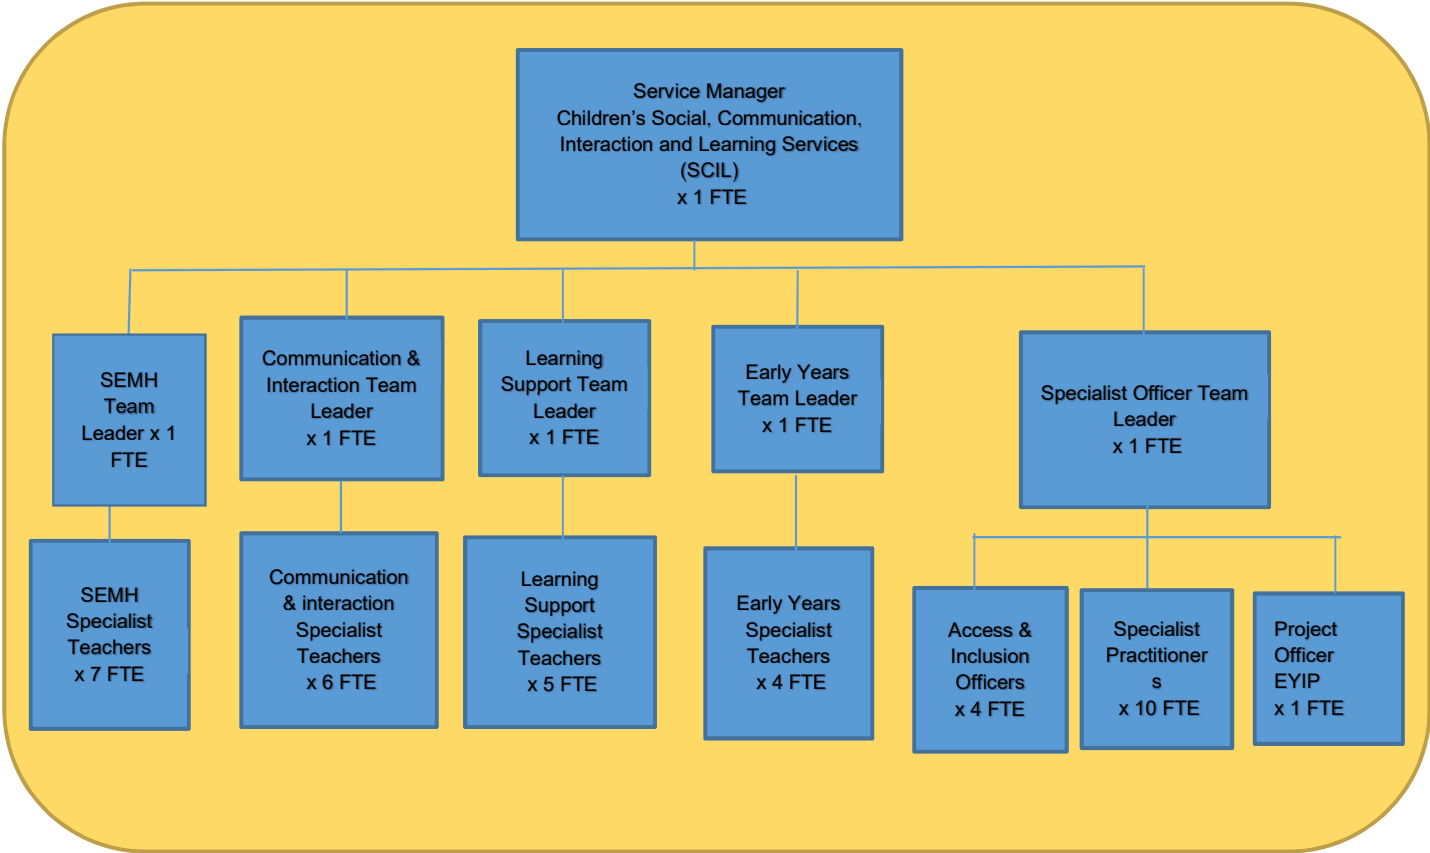 Service Manager
Children’s Social, Communication,
Interaction and Learning Services
(SCIL)
x 1 FTE
SEMH
Team
Leader x 1
FTE
Communication &
Interaction Team
Leader
x 1 FTE
Learning
Support Team
Leader
x 1 FTE
Early Years
Team Leader
x 1 FTE
Specialist Officer Team
Leader
x 1 FTE
SEMH
Specialist
Teachers
x 7 FTE
Communication
& interaction
Specialist
Teachers
x 6 FTE
Learning
Support
Specialist
Teachers
x 5 FTE
Early Years
Specialist
Teachers
x 4 FTE
Access &
Inclusion
Officers
x 4 FTE
Specialist
Practitioner
s
x 10 FTE
Project
Officer
EYIP
x 1 FTE